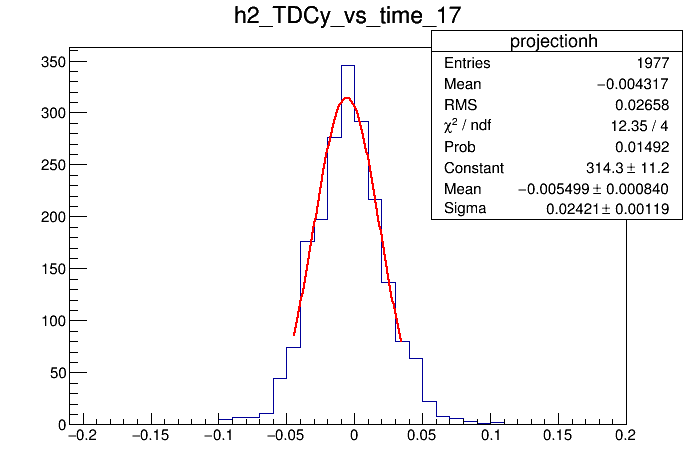 h2_TDCy_vs_time_17
projectionh
Entries 1977
Mean −0.004317
RMS 0.02658
χ² / ndf 12.35 / 4
Prob 0.01492
Constant 314.3 ± 11.2
Mean −0.005499 ± 0.000840
Sigma 0.02421 ± 0.00119
350
300
250
200
150
100
50
0
−0.2 −0.15 −0.1 −0.05 0 0.05 0.1 0.15 0.2